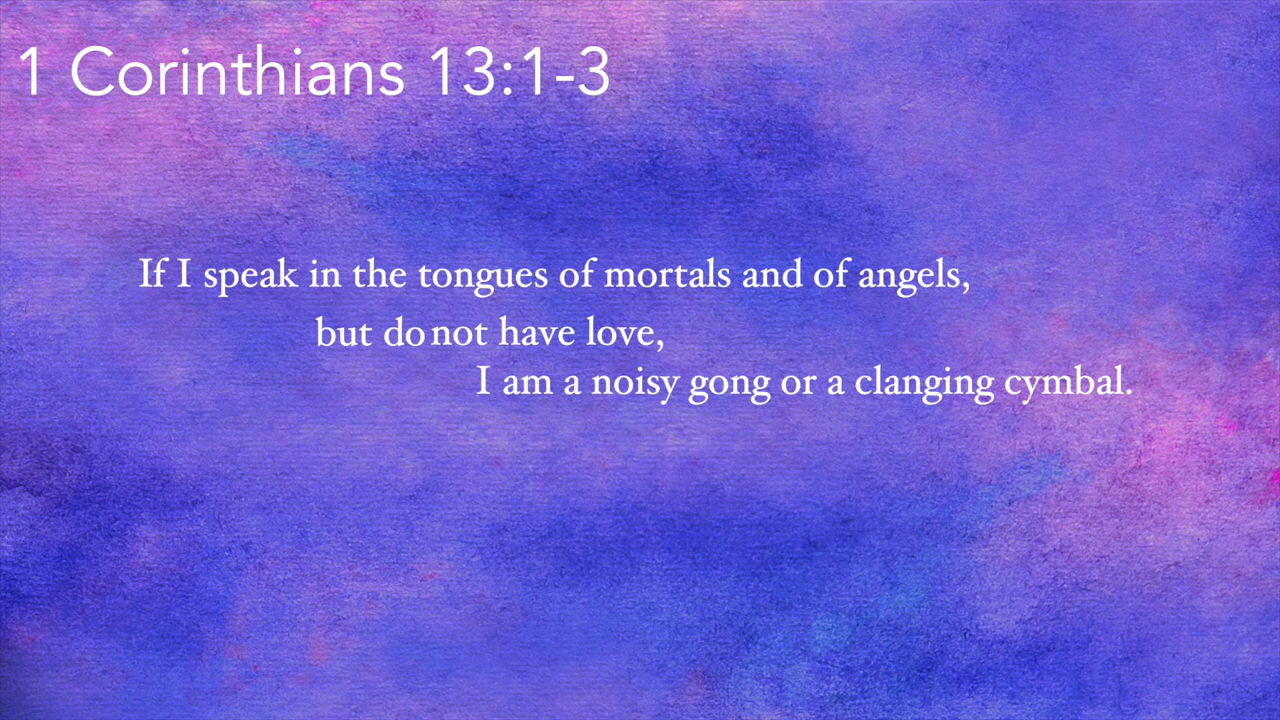 1 Corinthians 13:1-3
If I speak in the tongues of mortals and of angels,
but do not have love,
I am a noisy gong or a clanging cymbal.